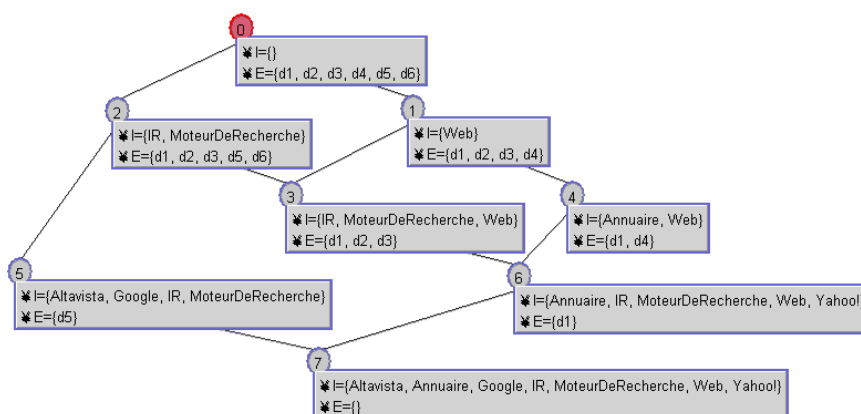 0
¥ I={}
¥ E={d1, d2, d3, d4, d5, d6}
2
1
¥ I={IR, MoteurDeRecherche}
¥ E={d1, d2, d3, d5, d6}
¥ I={Web}
¥ E={d1, d2, d3, d4}
3
4
¥ I={IR, MoteurDeRecherche, Web}
¥ E={d1, d2, d3}
¥ I={Annuaire, Web}
¥ E={d1, d4}
5
6
¥ I={Altavista, Google, IR, MoteurDeRecherche}
¥ E={d5}
¥ I={Annuaire, IR, MoteurDeRecherche, Web, Yahoo!}
¥ E={d1}
7
¥ I={Altavista, Annuaire, Google, IR, MoteurDeRecherche, Web, Yahoo!}
¥ E={}